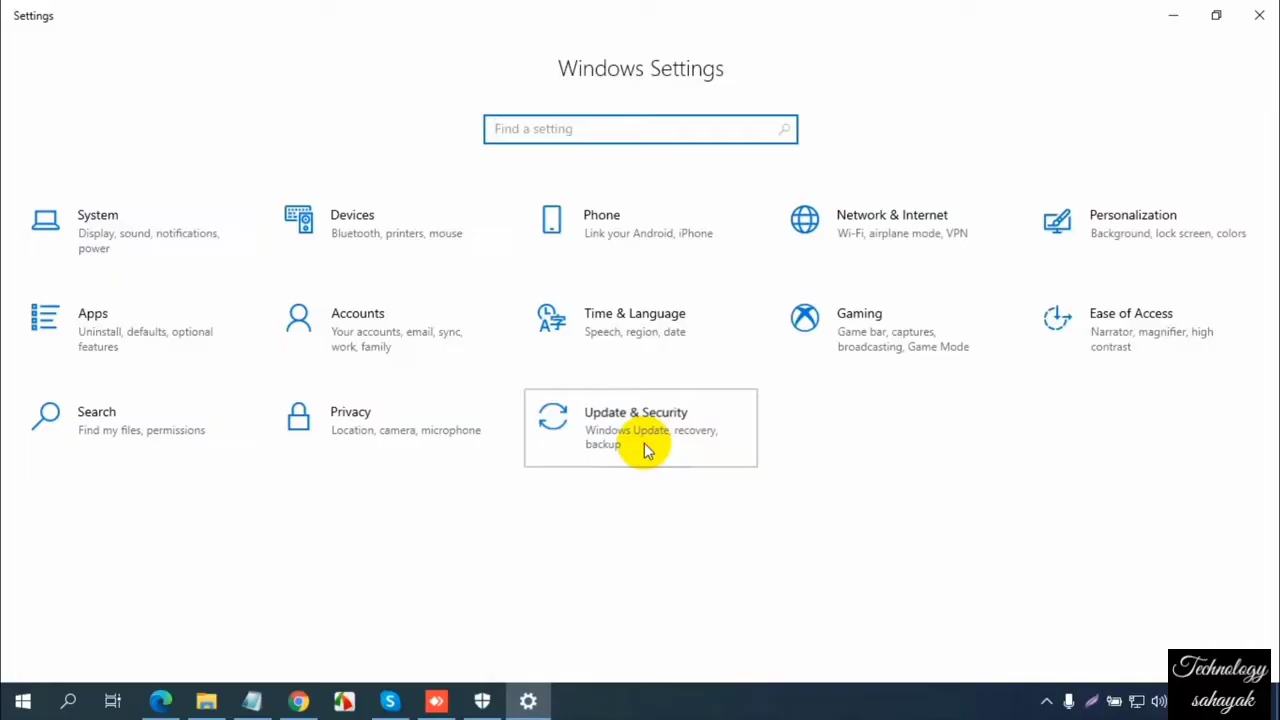 Settings
Windows Settings
Find a setting
System
Display, sound, notifications,
power
Devices
Bluetooth, printers, mouse
Phone
Link your Android, iPhone
Network & Internet
Wi-Fi, airplane mode, VPN
Personalization
Background, lock screen, colors
Apps
Uninstall, defaults, optional
features
Accounts
Your accounts, email, sync,
work, family
Time & Language
Speech, region, date
Gaming
Game bar, captures,
broadcasting, Game Mode
Ease of Access
Narrator, magnifier, high
contrast
Search
Find my files, permissions
Privacy
Location, camera, microphone
Update & Security
Windows Update, recovery,
backup
Technology
sahayak